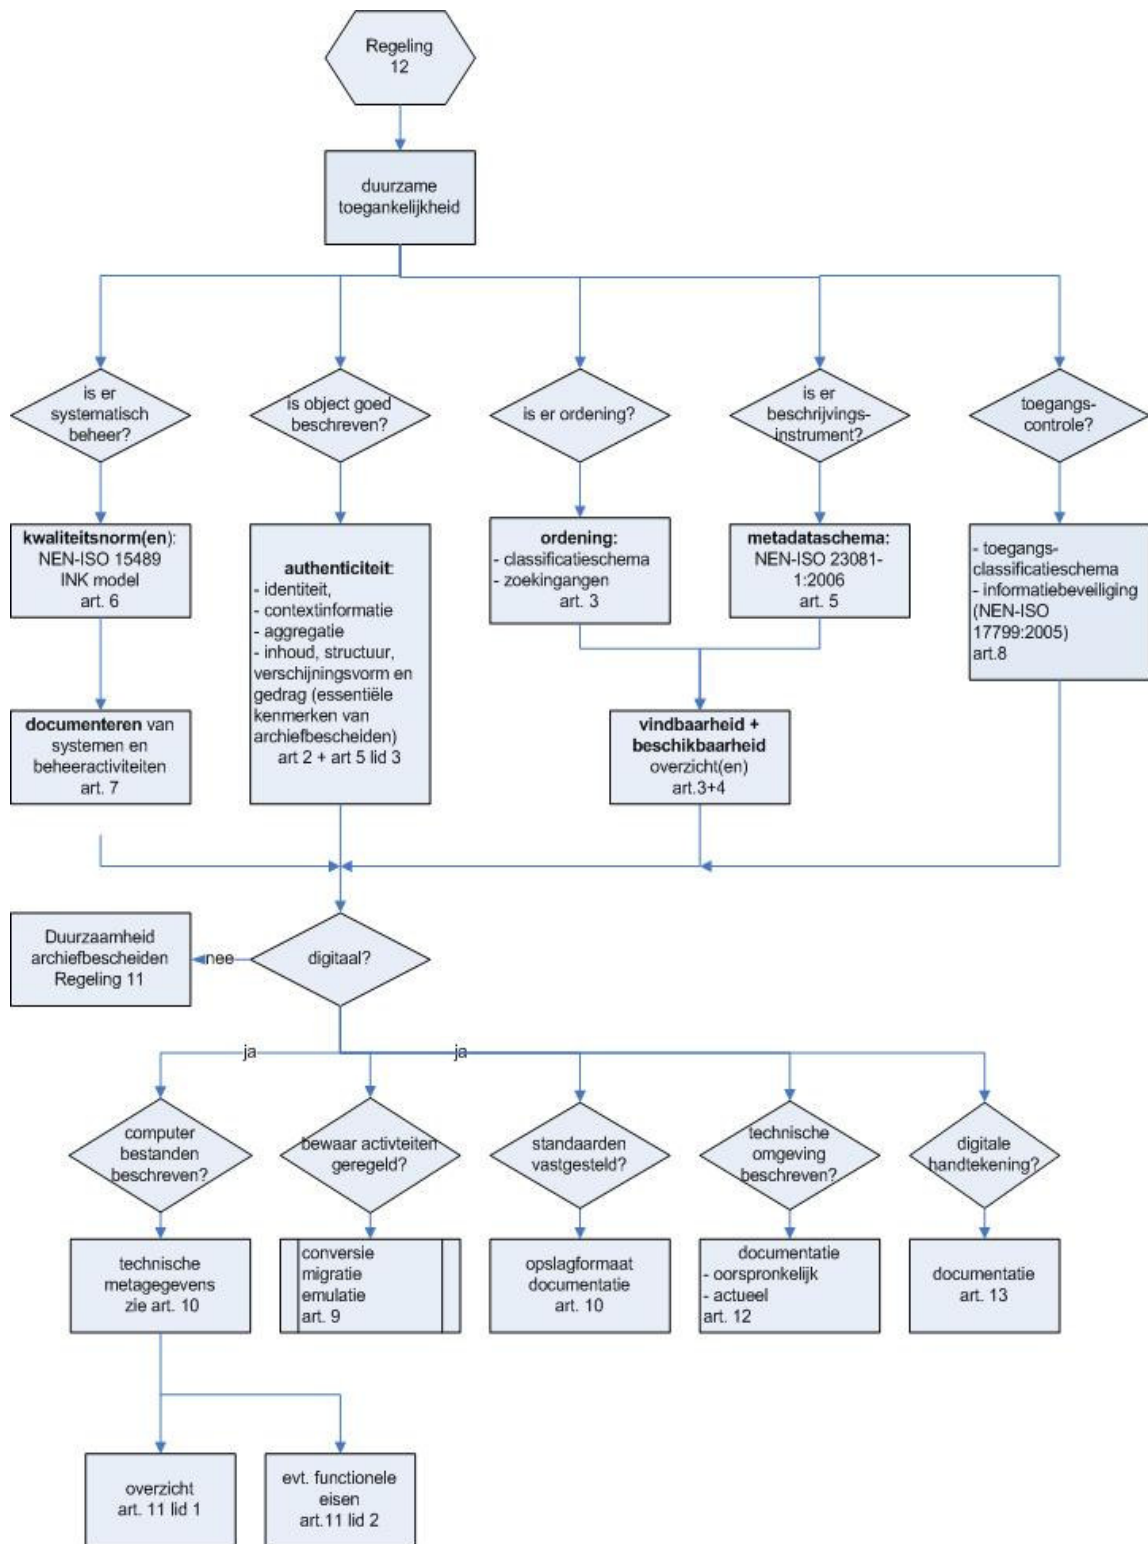 Regeling
12
duurzame
toegankelijkheid
is er
systematisch
beheer?
is object goed
beschreven?
is er ordening?
is er
beschrijvings-
instrument?
toegangs-
controle?
kwaliteitsnorm(en):
NEN-ISO 15489
INK model
art. 6
authenticiteit:
- identiteit,
- contextinformatie
- aggregatie
- inhoud, structuur,
verschijningsvorm en
gedrag (essentiële
kenmerken van
archiefbescheiden)
art 2 + art 5 lid 3
ordening:
- classificatieschema
- zoekingangen
art. 3
metadataschema:
NEN-ISO 23081-
1:2006
art. 5
- toegangs-
classificatieschema
- informatiebeveiliging
(NEN-ISO
17799:2005)
art.8
documenteren van
systemen en
beheeractiviteiten
art. 7
vindbaarheid +
beschikbaarheid
overzicht(en)
art.3+4
Duurzaamheid
archiefbescheiden
Regeling 11
nee
digitaal?
ja
ja
computer
bestanden
beschreven?
bewaar activteiten
geregeld?
standaarden
vastgesteld?
technische
omgeving
beschreven?
digitale
handtekening?
technische
metagegevens
zie art. 10
conversie
migratie
emulatie
art. 9
opslagformaat
documentatie
art. 10
documentatie
- oorspronkelijk
- actueel
art. 12
documentatie
art. 13
overzicht
art. 11 lid 1
evt. functionele
eisen
art.11 lid 2